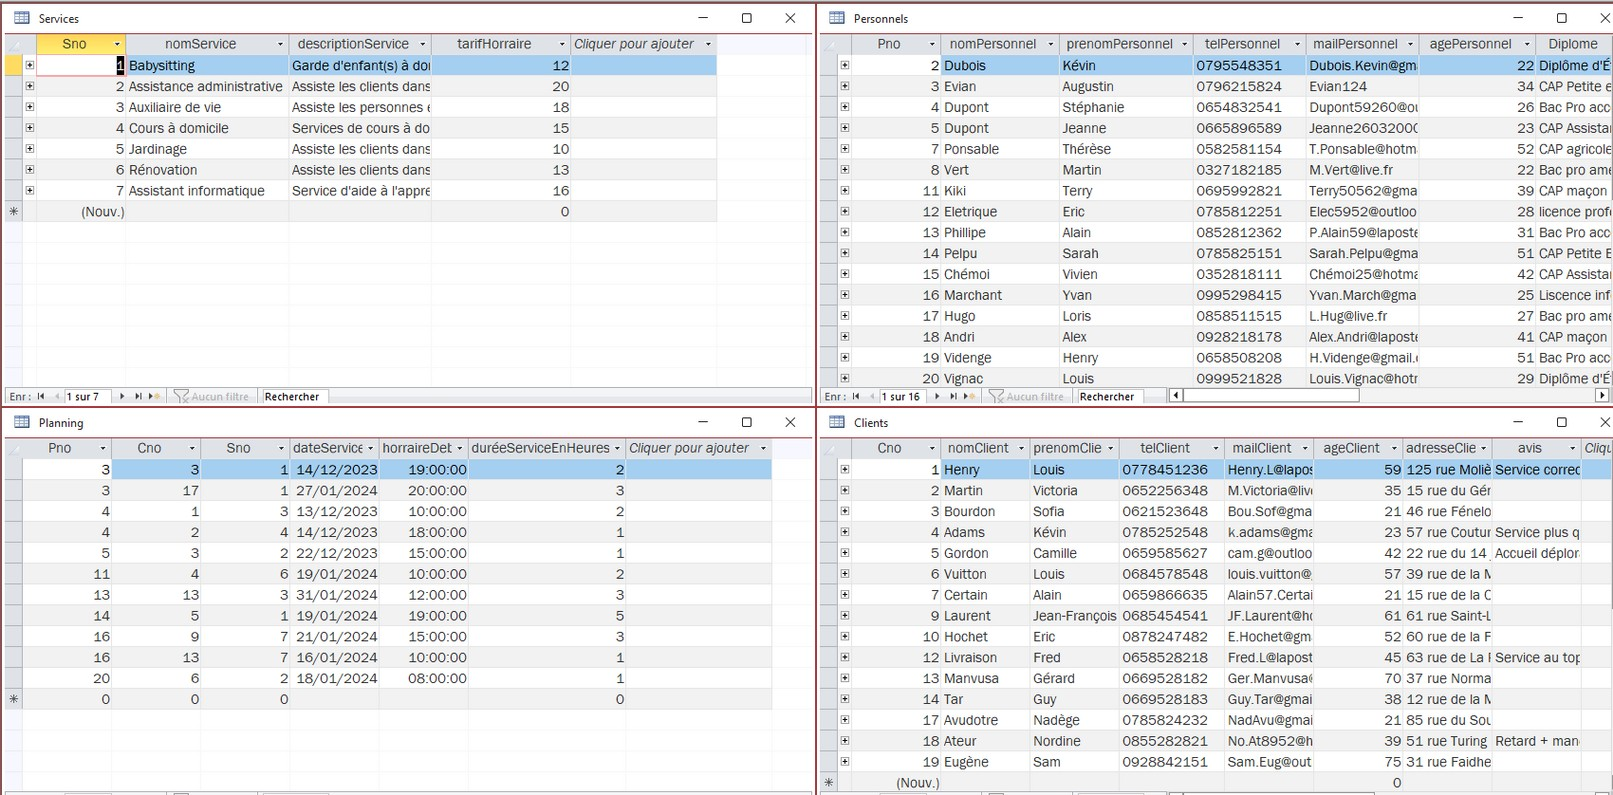 Services
Sno nomService descriptionService tarifHorraire Cliquer pour ajouter
1 Babysitting Garde d'enfant(s) à doi 12
2 Assistance administrative Assiste les clients dans 20
3 Auxiliaire de vie Assiste les personnes e 18
4 Cours à domicile Services de cours à do 15
5 Jardinage Assiste les clients dans 10
6 Rénovation Assiste les clients dans 13
7 Assistant informatique Service d'aide à l'appre 16
(Nouv.) 0
Enr : 1 sur 7 Aucun filtre Rechercher
Personnels
Pno nomPersonnel prenomPersonnel telPersonnel mailPersonnel agePersonnel Diplome
2 Dubois Kévin 0795548351 Dubois.Kevin@gm 22 Diplôme d'É
3 Evian Augustin 0796215824 Evian124 34 CAP Petite e
4 Dupont Stéphanie 0654832541 Dupont59260@ou 26 Bac Pro acc
5 Dupont Jeanne 0665896589 Jeanne26032000 23 CAP Assista
7 Ponsable Thérèse 0582581154 T.Ponsable@hotm 52 CAP agricole
8 Vert Martin 0327182185 M.Vert@live.fr 22 Bac pro amé
11 Kiki Terry 0695992821 Terry50562@gma 39 CAP maçon
12 Eletrique Eric 0785812251 Elec5952@outloo 28 licence prof
13 Phillipe Alain 0852812362 P.Alain59@laposte 31 Bac Pro acc
14 Pelpu Sarah 0785825151 Sarah.Pelpu@gma 51 CAP Petite E
15 Chémoi Vivien 0352818111 Chémoi25@hotma 42 CAP Assista
16 Marchant Yvan 0995298415 Yvan.March@gma 25 Liscence inf
17 Hugo Loris 0858511515 L.Hug@live.fr 27 Bac pro amé
18 Andri Alex 0928218178 Alex.Andri@laposte 41 CAP maçon
19 Videnge Henry 0658508208 H.Videnge@gmail. 51 Bac Pro acc
20 Vignac Louis 0999521828 Louis.Vignac@hotr 29 Diplôme d'É
Enr : 1 sur 16 Aucun filtre Rechercher
Planning
Pno Cno Sno dateService horraireDet duréeServiceEnHeures Cliquer pour ajouter
3 3 1 14/12/2023 19:00:00 2
3 17 1 27/01/2024 20:00:00 3
4 1 3 13/12/2023 10:00:00 2
4 2 4 14/12/2023 18:00:00 1
5 3 2 22/12/2023 15:00:00 1
11 4 6 19/01/2024 10:00:00 2
13 13 3 31/01/2024 12:00:00 3
14 5 1 19/01/2024 19:00:00 5
16 9 7 21/01/2024 15:00:00 3
16 13 7 16/01/2024 10:00:00 1
20 6 2 18/01/2024 08:00:00 1
0 0 0 0
Clients
Cno nomClient prenomClie telClient mailClient ageClient adresseClie avis Cliqu
1 Henry Louis 0778451236 Henry.L@lapos 59 125 rue Moliè Service correc
2 Martin Victoria 0652256348 M.Victoria@live 35 15 rue du Gér
3 Bourdon Sofia 0621523648 Bou.Sof@gma 21 46 rue Fénelo
4 Adams Kévin 0785252548 k.adams@gma 23 57 rue Coutur Service plus q
5 Gordon Camille 0659585627 cam.g@outloo 42 22 rue du 14 Accueil déplor
6 Vuitton Louis 0684578548 louis.vuitton@ 57 39 rue de la M
7 Certain Alain 0659866635 Alain57.Certai 21 15 rue de la C
9 Laurent Jean-François 0685454541 JF.Laurent@ho 61 61 rue Saint-L
10 Hochet Eric 0878247482 E.Hochet@gm 52 60 rue de la F
12 Livraison Fred 0658528218 Fred.L@lapost 45 63 rue de La Service au top
13 Manvusa Gérard 0669528182 Ger.Manvusa 70 37 rue Norma
14 Tar Guy 0669528183 Guy.Tar@gmai 38 12 rue de la M
17 Avudotre Nadège 0785824232 NadAvu@gmai 21 85 rue du Sou
18 Ateur Nordine 0855282821 No.At8952@h 39 51 rue Turing Retard + man
19 Eugène Sam 0928842151 Sam.Eug@out 75 31 rue Faidhe
(Nouv.) 0